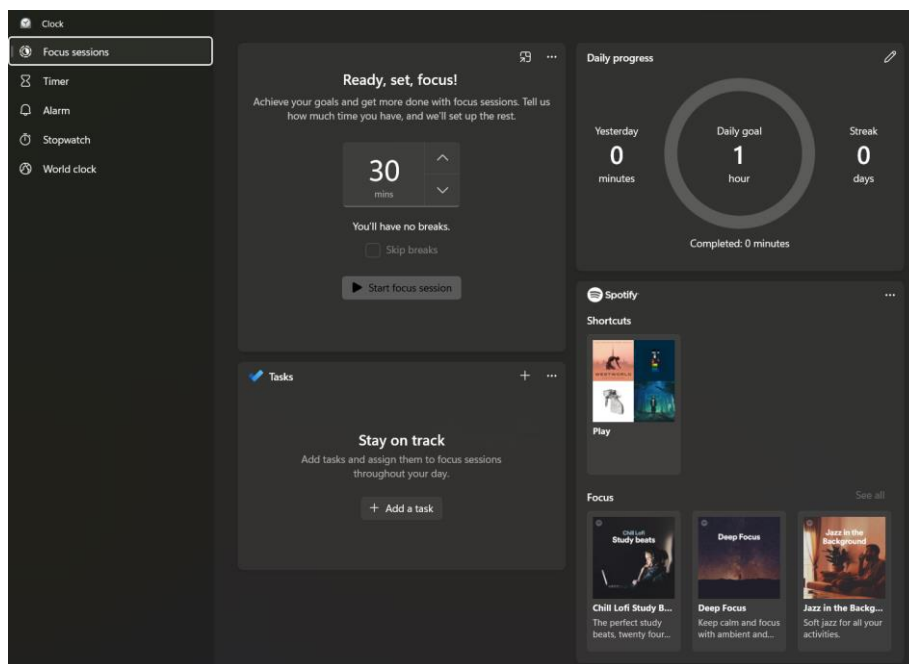 Clock
Focus sessions
Timer
Alarm
Stopwatch
World clock
Ready, set, focus!
Achieve your goals and get more done with focus sessions. Tell us
how much time you have, and we'll set up the rest.
30
mins
You'll have no breaks.
Skip breaks
Start focus session
Tasks
Stay on track
Add tasks and assign them to focus sessions
throughout your day.
Add a task
Daily progress
Yesterday
0
minutes
Daily goal
1
hour
Streak
0
days
Completed: 0 minutes
Spotify
Shortcuts
WESTWORLD
Play
Focus
See all
Chill Lofi
Study beats
Chill Lofi Study B...
The perfect study
beats, twenty four...
Deep Focus
Deep Focus
Keep calm and focus
with ambient and...
Jazz in the
Background
Jazz in the Backg...
Soft jazz for all your
activities.